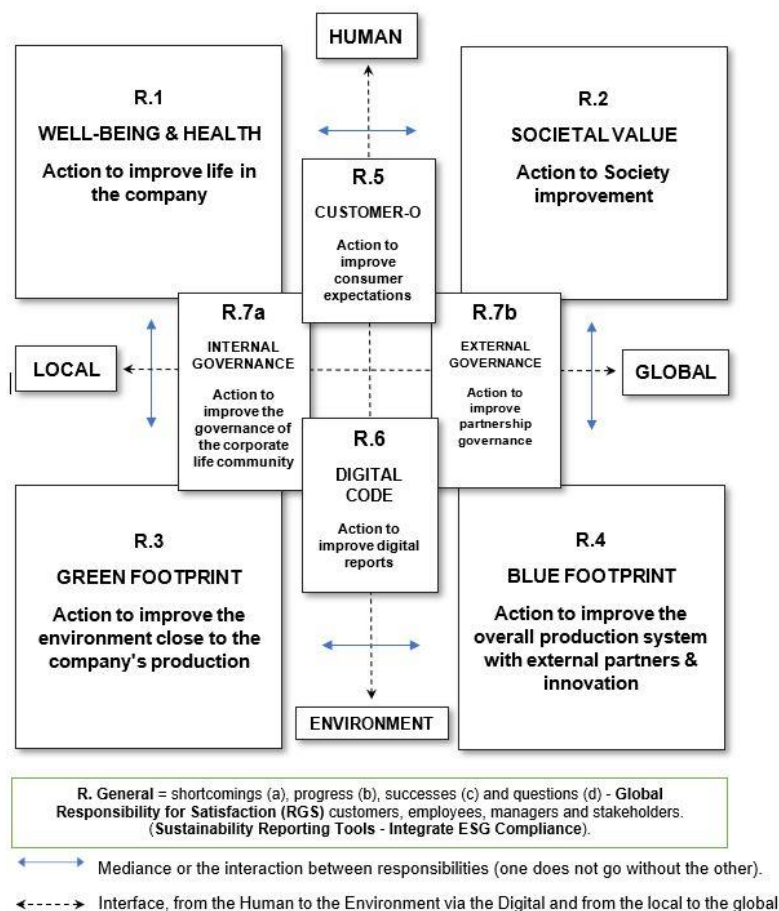 HUMAN
R.1
WELL-BEING & HEALTH
Action to improve life in
the company
R.2
SOCIETAL VALUE
Action to Society
improvement
R.5
CUSTOMER-O
Action to
improve
consumer
expectations
R.7a
INTERNAL
GOVERNANCE
Action to
improve the
governance of
the corporate
life community
R.7b
EXTERNAL
GOVERNANCE
Action to
improve
partnership
governance
LOCAL
GLOBAL
R.6
DIGITAL
CODE
Action to
improve digital
reports
R.3
GREEN FOOTPRINT
Action to improve the
environment close to the
company's production
R.4
BLUE FOOTPRINT
Action to improve the
overall production system
with external partners &
innovation
ENVIRONMENT
R. General = shortcomings (a), progress (b), successes (c) and questions (d) - Global
Responsibility for Satisfaction (RGS) customers, employees, managers and stakeholders.
(Sustainability Reporting Tools - Integrate ESG Compliance).
Mediance or the interaction between responsibilities (one does not go without the other).
Interface, from the Human to the Environment via the Digital and from the local to the global